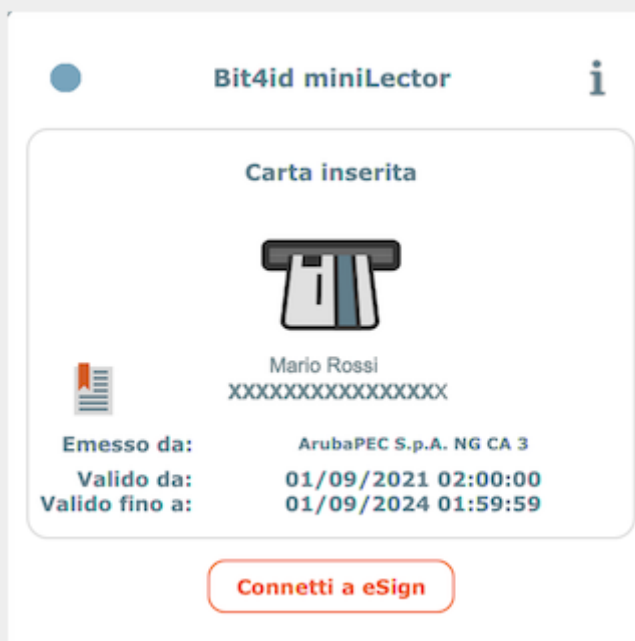 Bit4id miniLector
Carta inserita
Mario Rossi
XXXXXXXXXXXXXXXX
Emesso da: ArubaPEC S.p.A. NG CA 3
Valido da: 01/09/2021 02:00:00
Valido fino a: 01/09/2024 01:59:59
Connetti a eSign